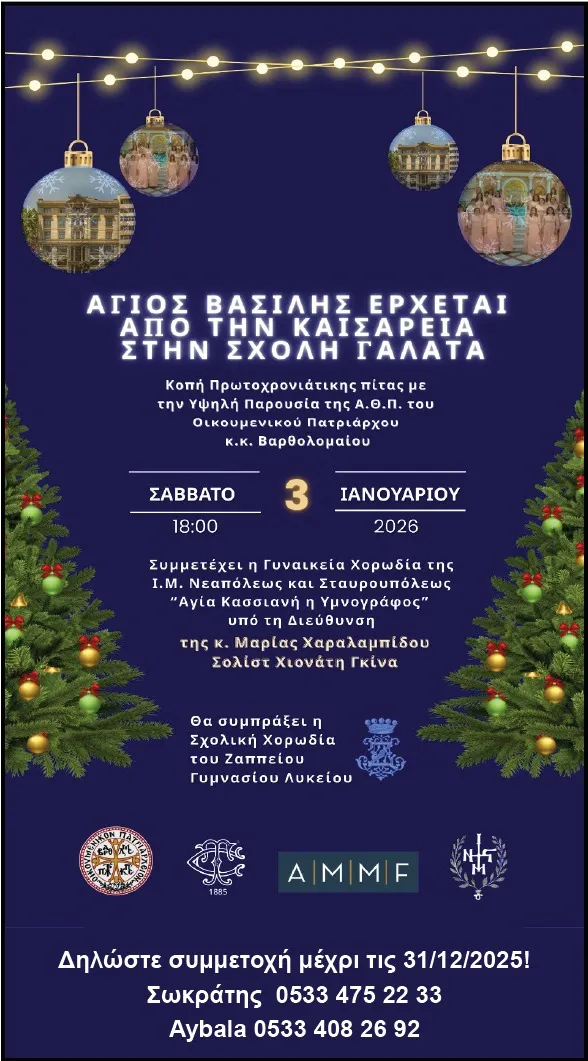 ΑΓΙΟΣ ΒΑΣΙΛΗΣ ΕΡΧΕΤΑΙ
ΑΠΟ ΤΗΝ ΚΑΙΣΑΡΕΙΑ
ΣΤΗΝ ΣΧΟΛΗ ΓΑΛΑΤΑ
Κοπή Πρωτοχρονιάτικης πίτας με
την Υψηλή Παρουσία της Α.Θ.Π. του
Οικουμενικού Πατριάρχου
κ.κ. Βαρθολομαίου
ΣΑΒΒΑΤΟ
18:00
3
ΙΑΝΟΥΑΡΙΟΥ
2026
Συμμετέχει η Γυναικεία Χορωδία της
Ι.Μ. Νεαπόλεως και Σταυρουπόλεως
“Αγία Κασσιανή η Υμνογράφος”
υπό τη Διεύθυνση
της κ. Μαρίας Χαραλαμπίδου
Σολίστ Χιονάτη Γκίνα
Θα συμπράξει η
Σχολική Χορωδία
του Ζαππείου
Γυμνασίου Λυκείου
ΟΙΚΟΥΜΕΝΙΚΟΝ ΠΑΤΡΙΑΡΧΕΙΟΝ
1885
A|M|M|F
Δηλώστε συμμετοχή μέχρι τις 31/12/2025!
Σωκράτης 0533 475 22 33
Aybala 0533 408 26 92